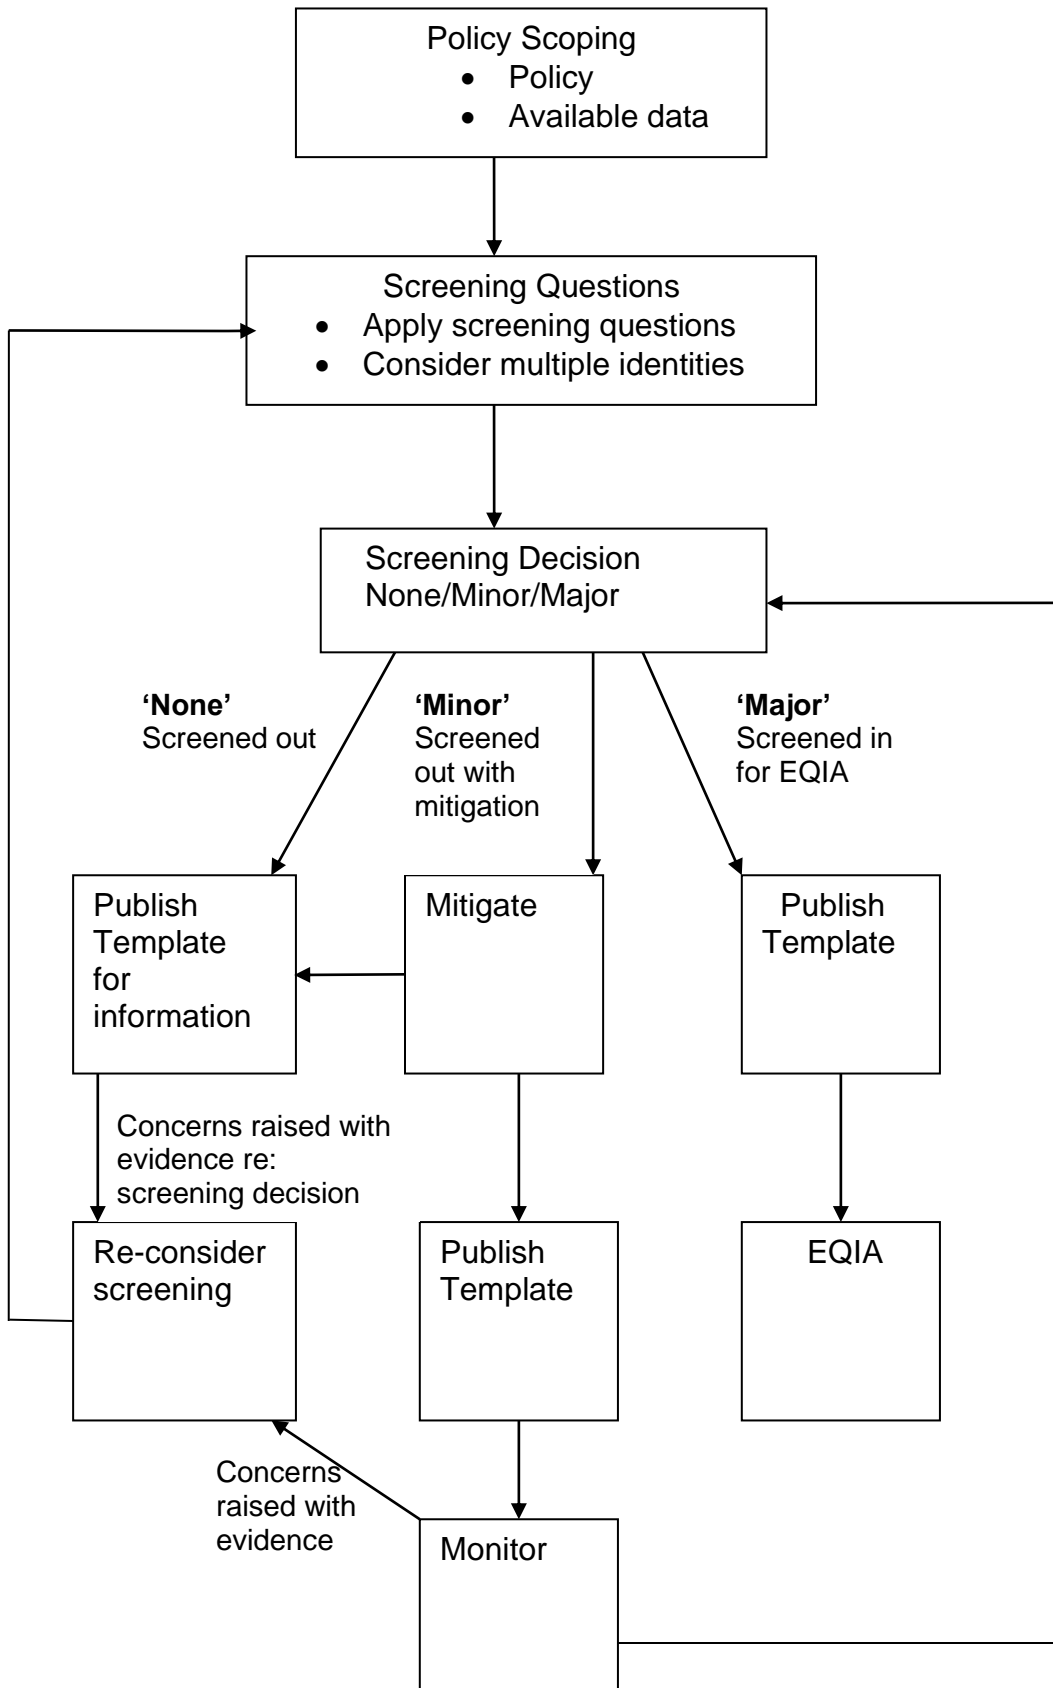 Policy Scoping
• Policy
• Available data
Screening Questions
• Apply screening questions
• Consider multiple identities
Screening Decision
None/Minor/Major
‘None’
Screened out
‘Minor’
Screened
out with
mitigation
‘Major’
Screened in
for EQIA
Publish
Template
for
information
Mitigate
Publish
Template
Concerns raised with
evidence re:
screening decision
Re-consider
screening
Publish
Template
EQIA
Concerns
raised with
evidence
Monitor